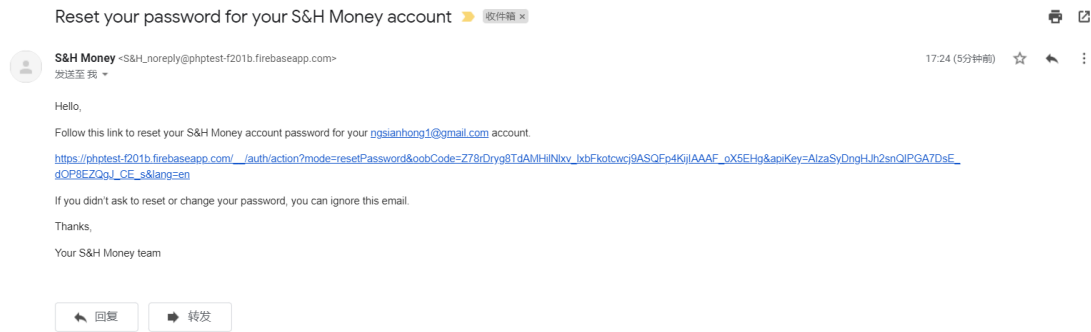 Reset your password for your S&H Money account 收件箱 ×
S&H Money <S&H_noreply@phptest-f201b.firebaseapp.com>
17:24 (5分钟前)
发送至 我
Hello,
Follow this link to reset your S&H Money account password for your ngsianhong1@gmail.com account.
https://phptest-f201b.firebaseapp.com/__/auth/action?mode=resetPassword&oobCode=Z78rDryg8TdAMHilNlxv_IxbFkotcwcj9ASQFp4KijIAAAF_oX5EHg&apiKey=AIzaSyDngHJh2snQIPGA7DsE_
dOP8EZQgJ_CE_s&lang=en
If you didn't ask to reset or change your password, you can ignore this email.
Thanks,
Your S&H Money team
回复
转发